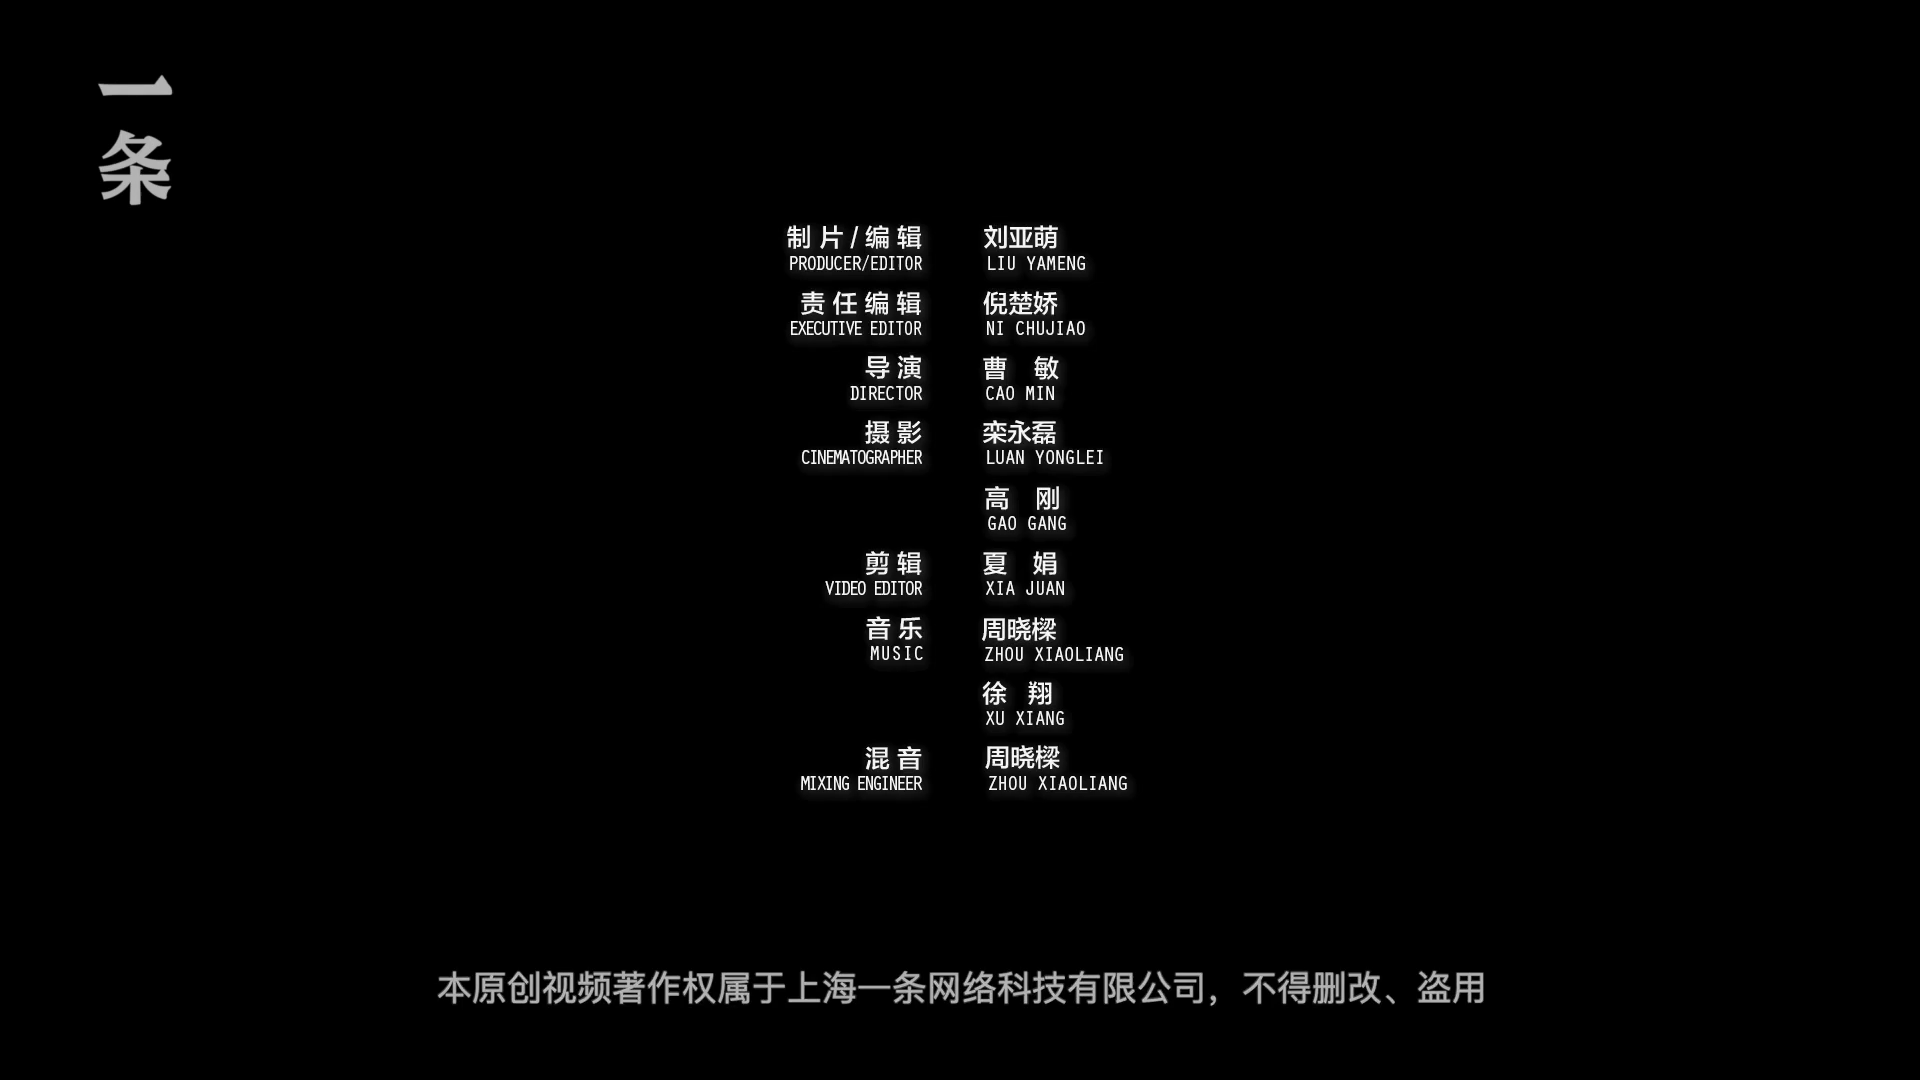 一条
制片/编辑 刘亚萌
PRODUCER/EDITOR LIU YAMENG
责任编辑 倪楚娇
EXECUTIVE EDITOR NI CHUJIAO
导演 曹 敏
DIRECTOR CAO MIN
摄影 栾永磊
CINEMATOGRAPHER LUAN YONGLEI
高 刚
GAO GANG
剪辑 夏 娟
VIDEO EDITOR XIA JUAN
音乐 周晓樑
MUSIC ZHOU XIAOLIANG
徐 翔
XU XIANG
混音 周晓樑
MIXING ENGINEER ZHOU XIAOLIANG
本原创视频著作权属于上海一条网络科技有限公司，不得删改、盗用